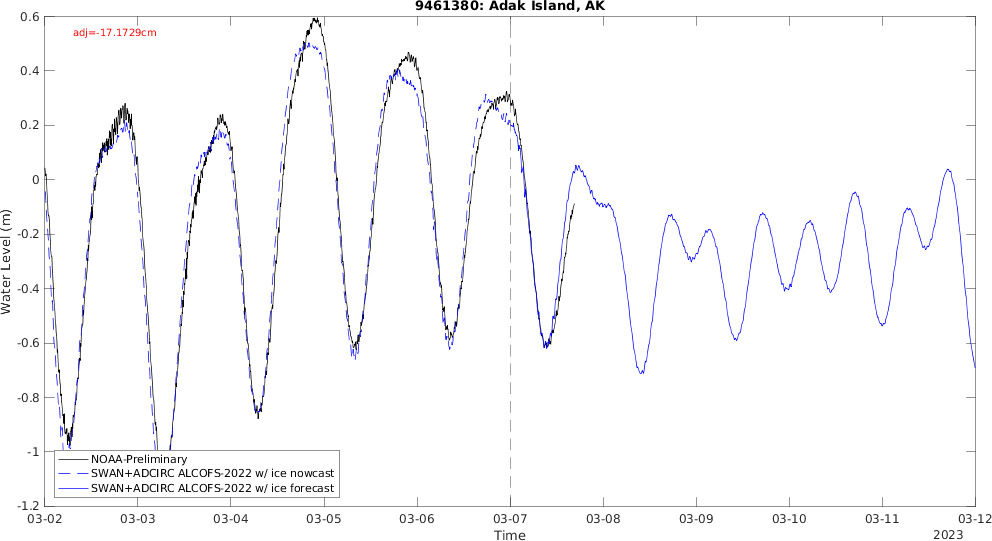 9461380: Adak Island, AK
adj=-17.1729cm
0.6
0.4
0.2
0
-0.2
-0.4
-0.6
-0.8
-1
-1.2
Water Level (m)
NOAA-Preliminary
SWAN+ADCIRC ALCOFS-2022 w/ ice nowcast
SWAN+ADCIRC ALCOFS-2022 w/ ice forecast
03-02 03-03 03-04 03-05 03-06 03-07 03-08 03-09 03-10 03-11 03-12
Time
2023